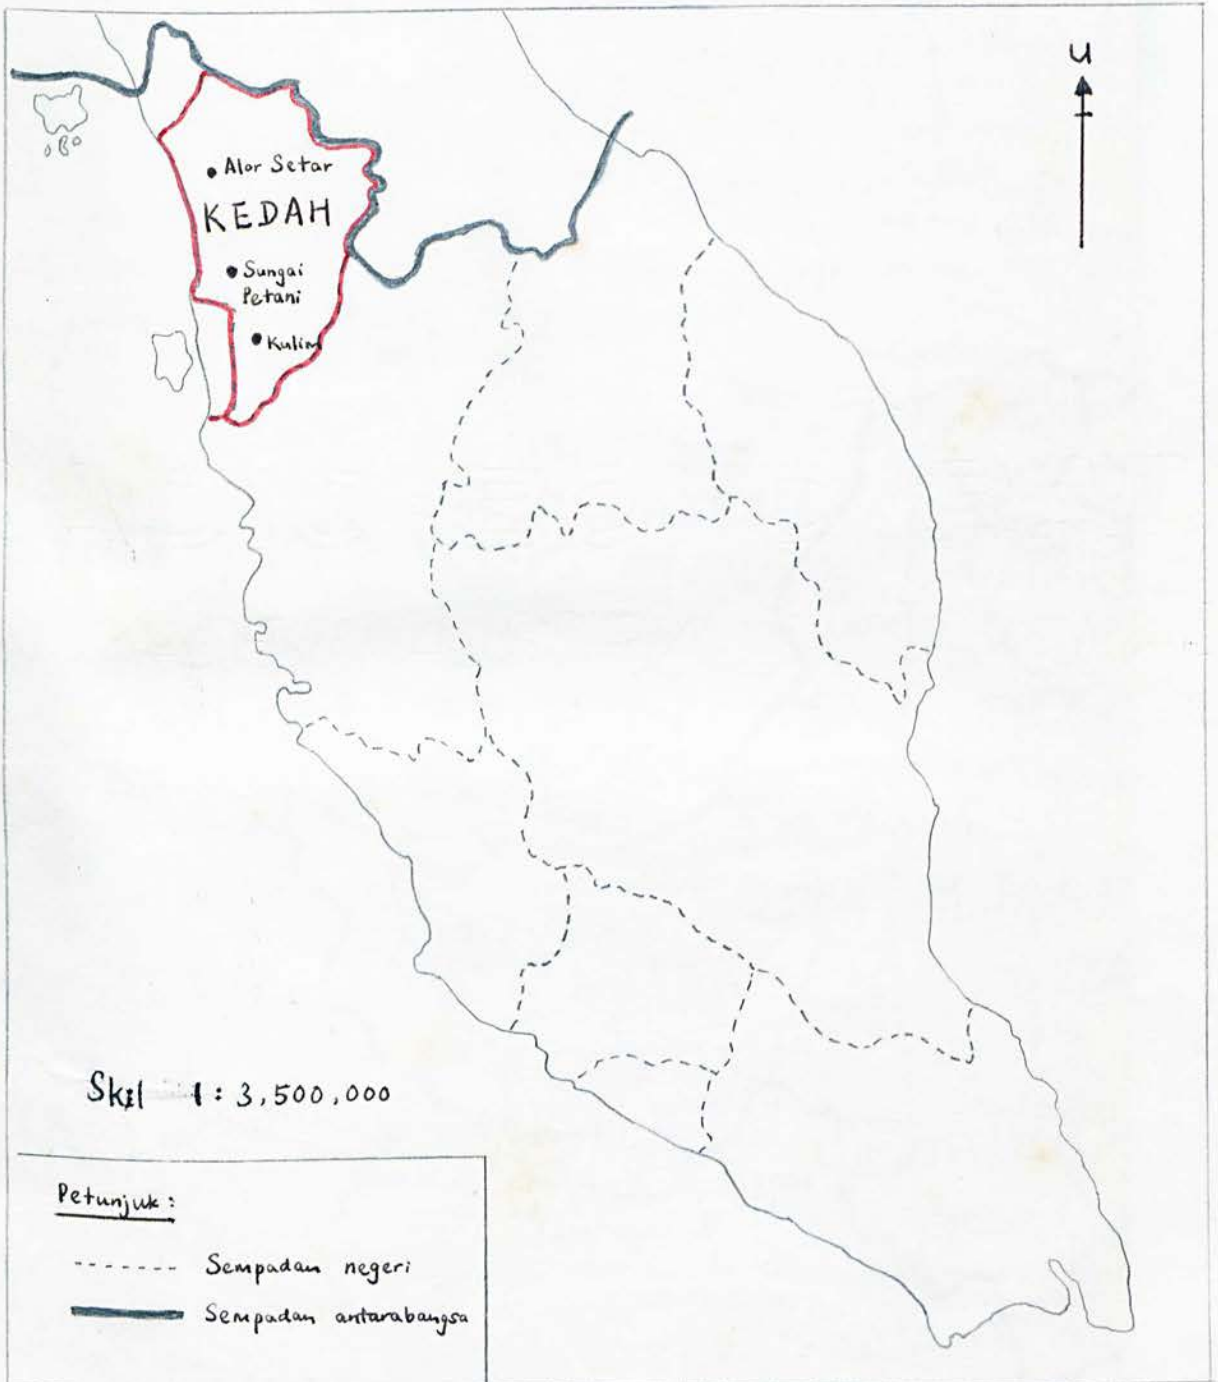 U
Alor Setar
KEDAH
Sungai
Petani
Kulim
Skil 1 : 3,500,000
Petunjuk :
Sempadan negeri
Sempadan antarabangsa